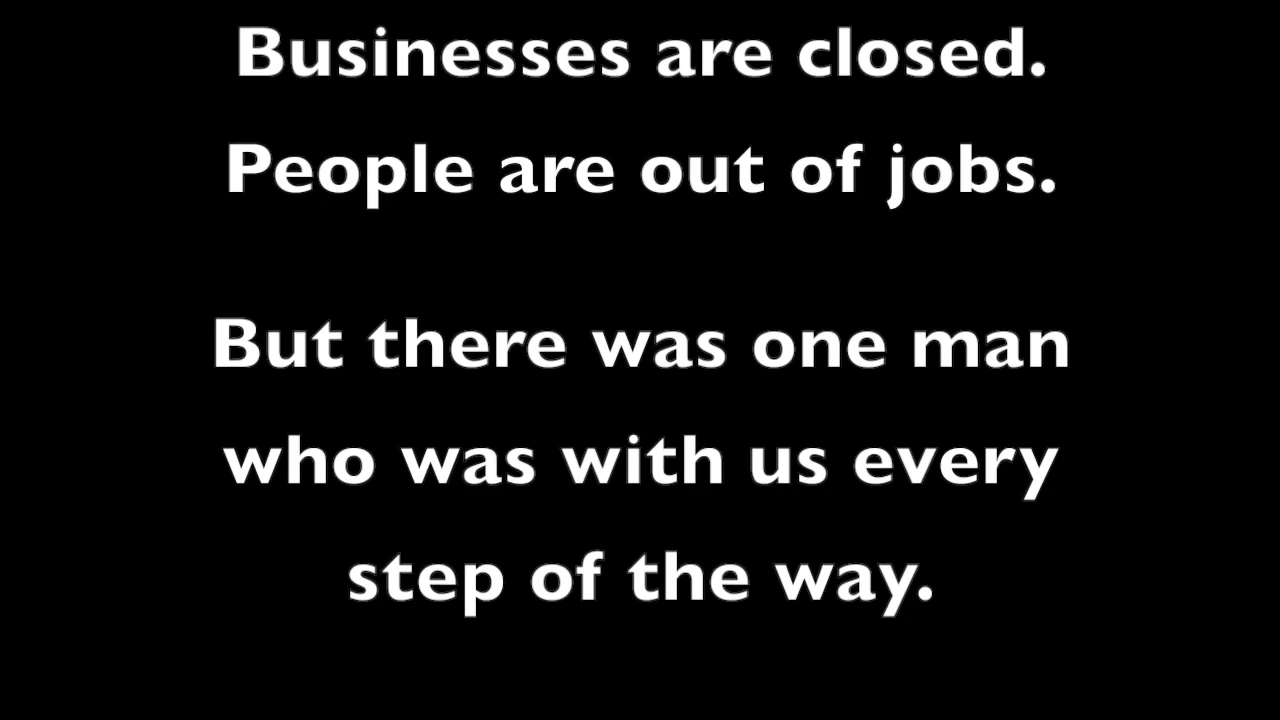 Businesses are closed.
People are out of jobs.
But there was one man
who was with us every
step of the way.